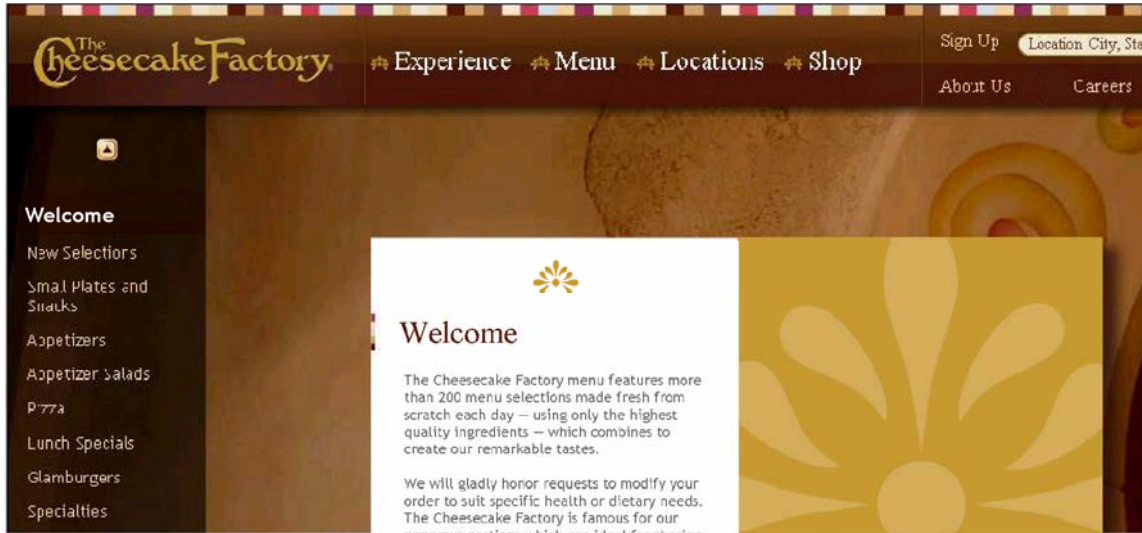 The Cheesecake Factory
Experience Menu Locations Shop
Sign Up Location City, Sta
About Us Careers
Welcome
New Selections
Small Plates and
Snacks
Appetizers
Appetizer Salads
Pizza
Lunch Specials
Glamburgers
Specialties
Welcome
The Cheesecake Factory menu features more
than 200 menu selections made fresh from
scratch each day — using only the highest
quality ingredients — which combines to
create our remarkable tastes.
We will gladly honor requests to modify your
order to suit specific health or dietary needs.
The Cheesecake Factory is famous for our